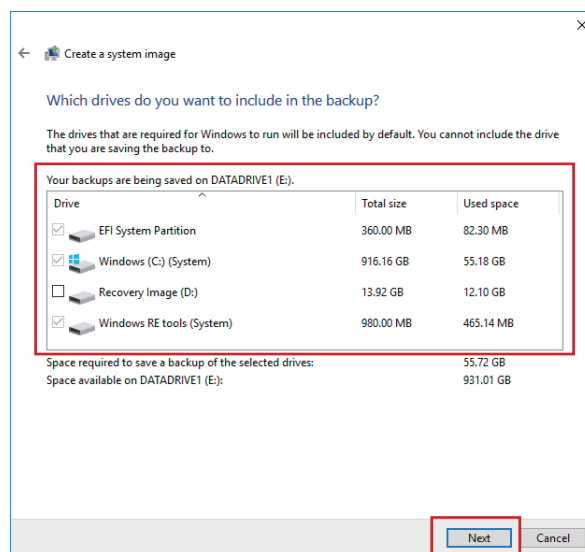 Create a system image
Which drives do you want to include in the backup?
The drives that are required for Windows to run will be included by default. You cannot include the drive
that you are saving the backup to.
Your backups are being saved on DATADRIVE1 (E:).
Drive Total size Used space
EFI System Partition 360.00 MB 82.30 MB
Windows (C:) (System) 916.16 GB 55.18 GB
Recovery Image (D:) 13.92 GB 12.10 GB
Windows RE tools (System) 980.00 MB 465.14 MB
Space required to save a backup of the selected drives: 55.72 GB
Space available on DATADRIVE1 (E:): 931.01 GB
Next Cancel